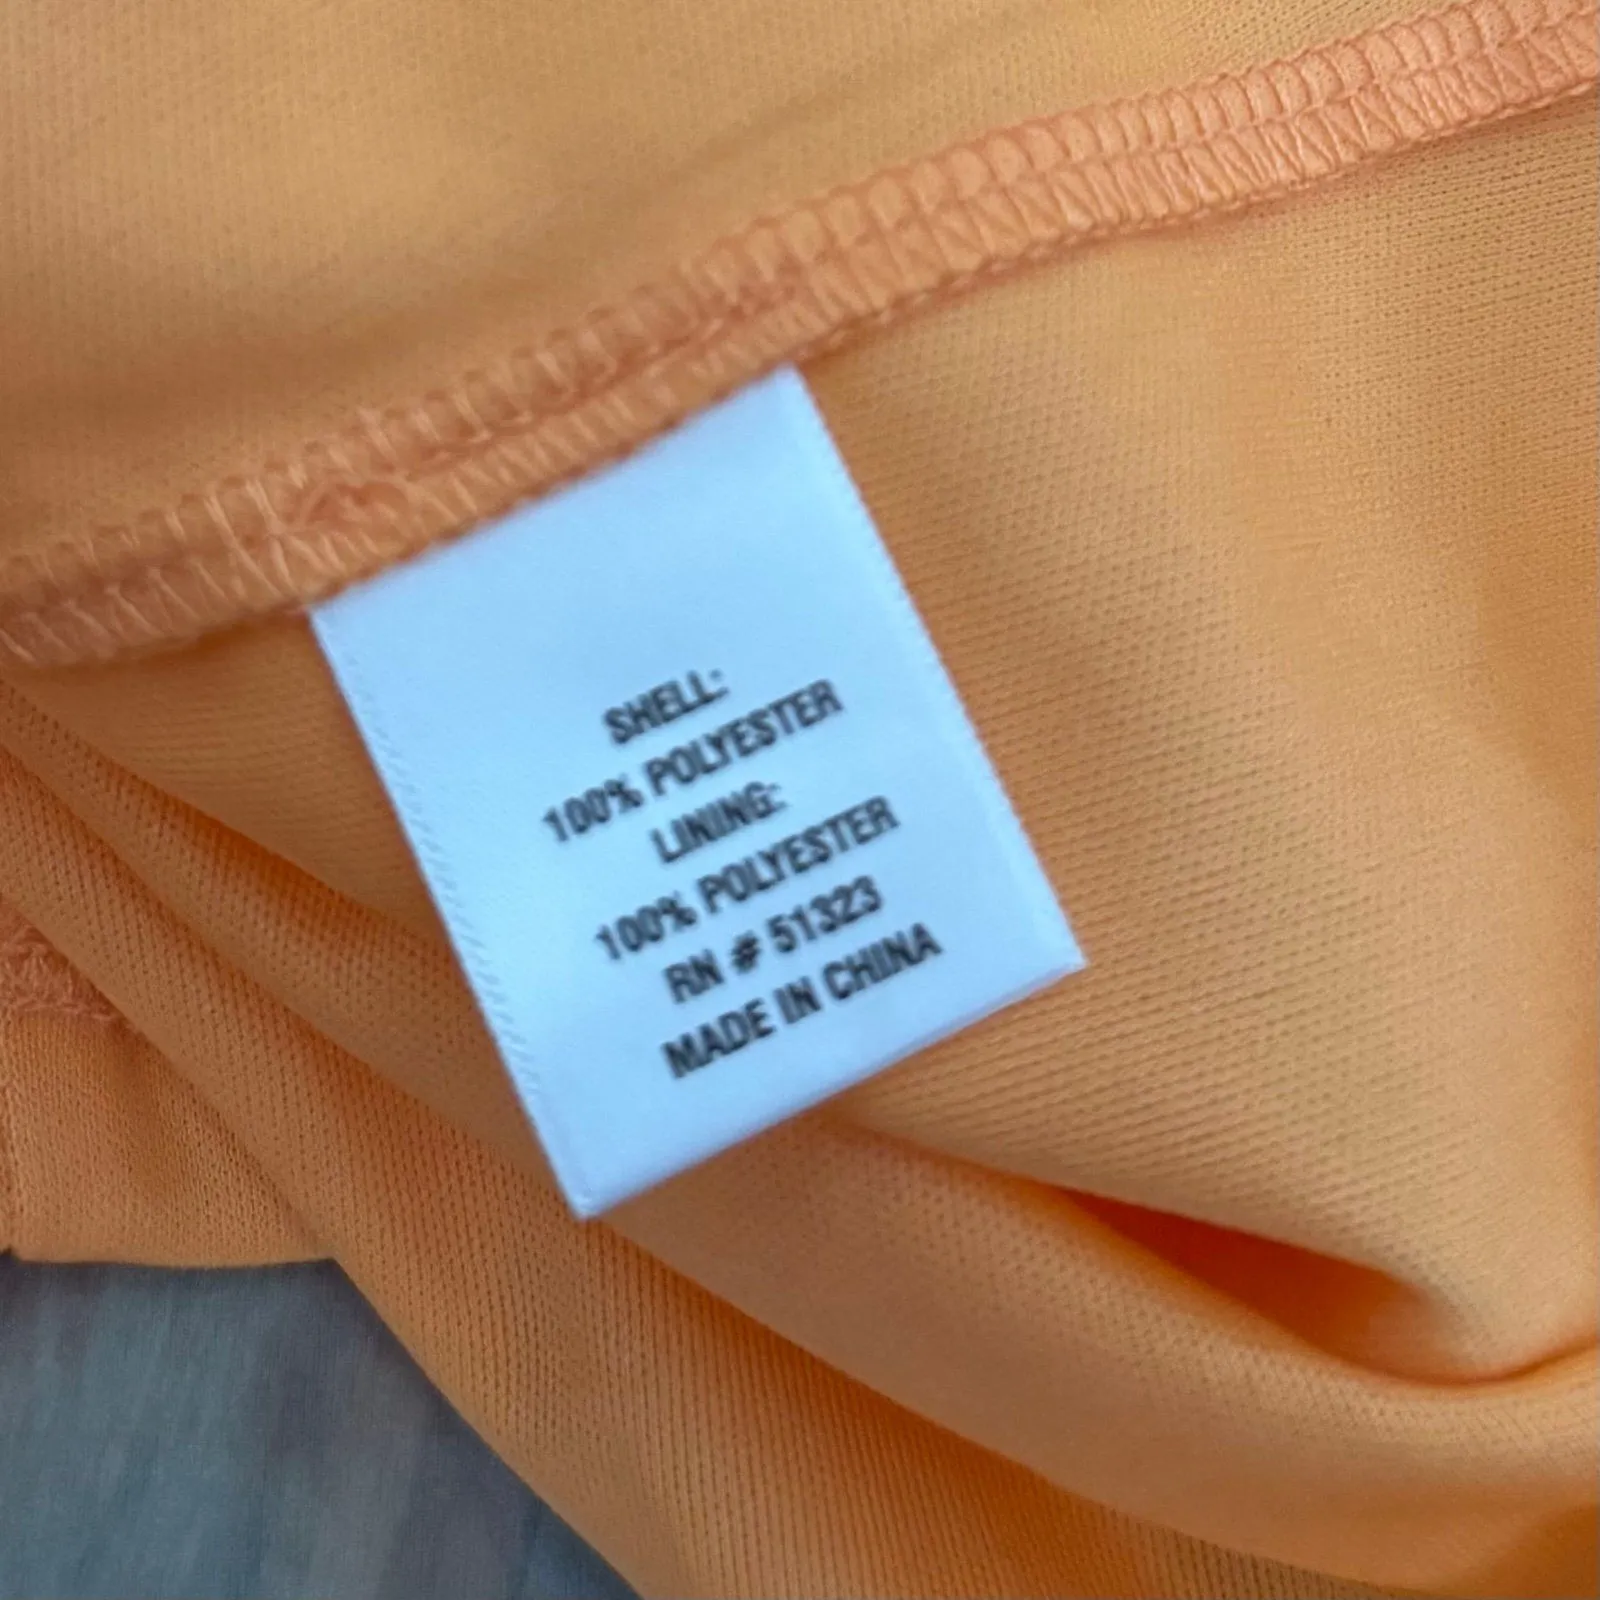 SHELL:
100% POLYESTER
LINING:
100% POLYESTER
RN # 51323
MADE IN CHINA